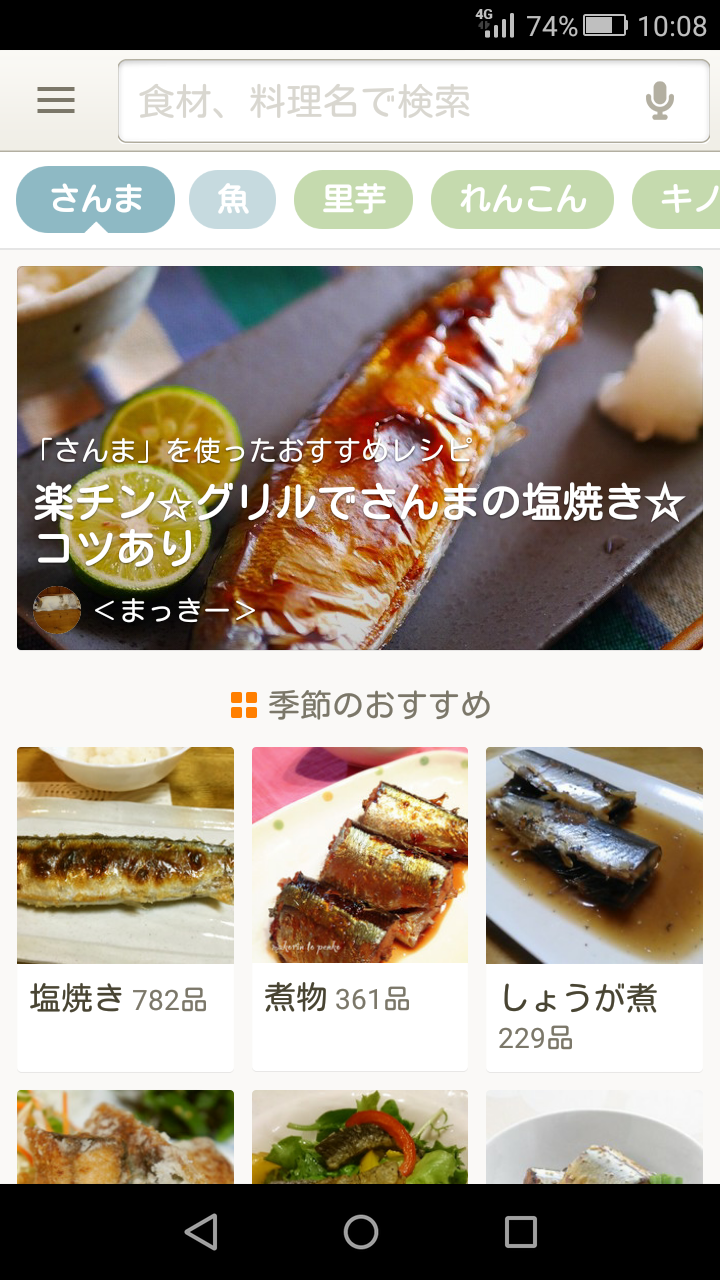 4G 74% 10:08
食材、料理名で検索
さんま 魚 里芋 れんこん キノ
「さんま」を使ったおすすめレシピ
楽チン☆グリルでさんまの塩焼き☆
コツあり
＜まっきー＞
季節のおすすめ
塩焼き 782品
煮物 361品
しょうが煮
229品